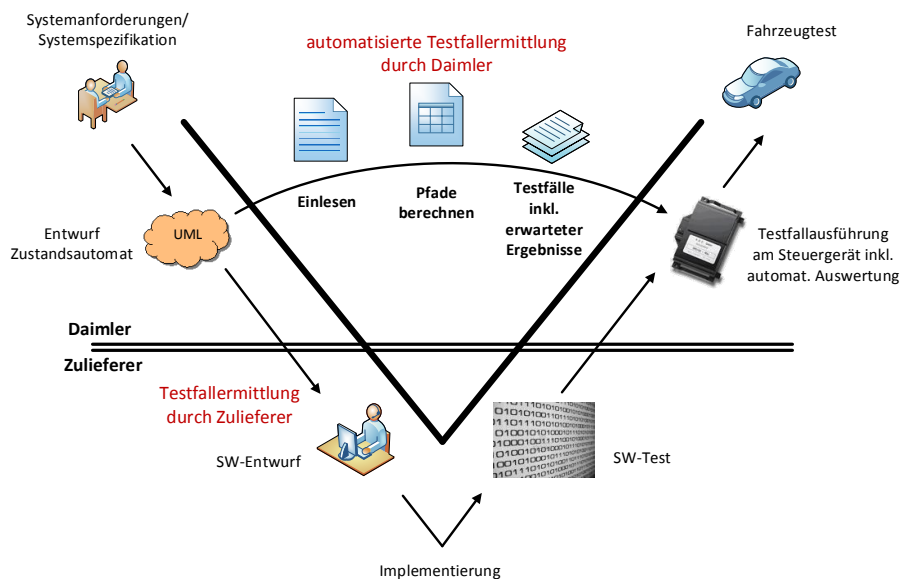 Systemanforderungen/
Systemspezifikation
automatisierte Testfallermittlung
durch Daimler
Fahrzeugtest
Einlesen
Pfade
berechnen
Testfälle
inkl.
erwarteter
Ergebnisse
Entwurf
Zustandsautomat
UML
Testfallausführung
am Steuergerät inkl.
automat. Auswertung
Daimler
Zulieferer
Testfallermittlung
durch Zulieferer
SW-Entwurf
SW-Test
Implementierung